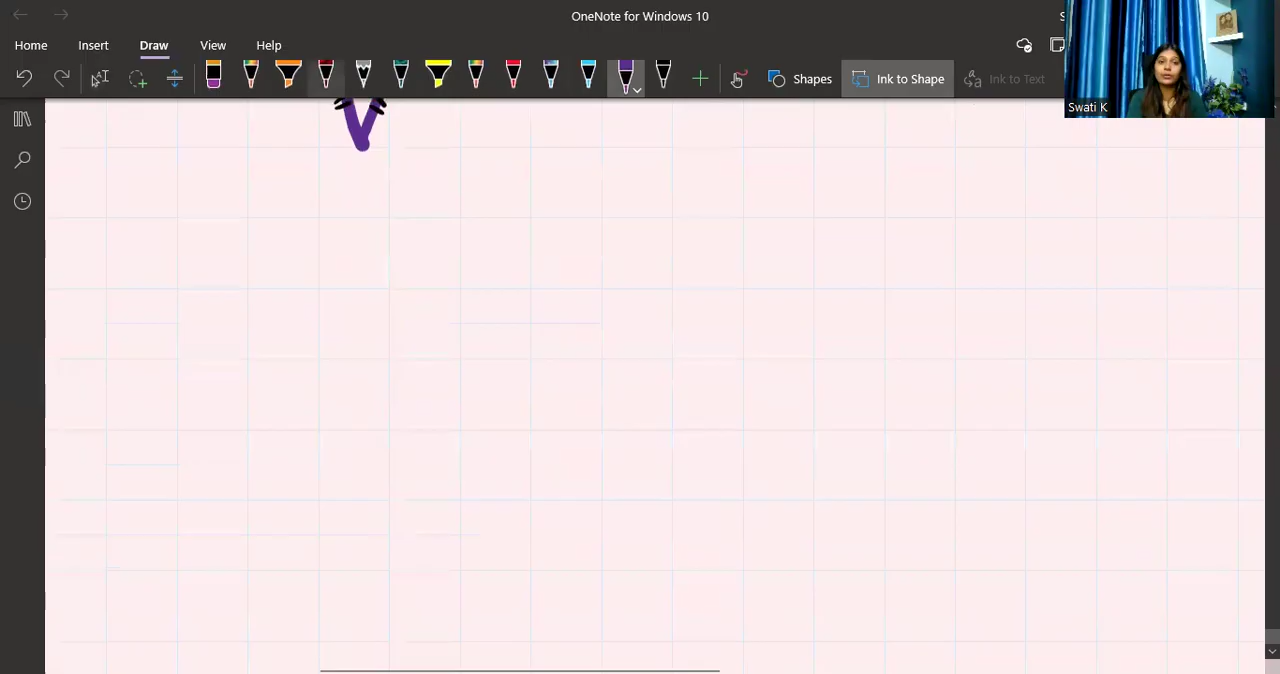 OneNote for Windows 10
Home Insert Draw View Help
Shapes Ink to Shape Ink to Text
Swati K
V